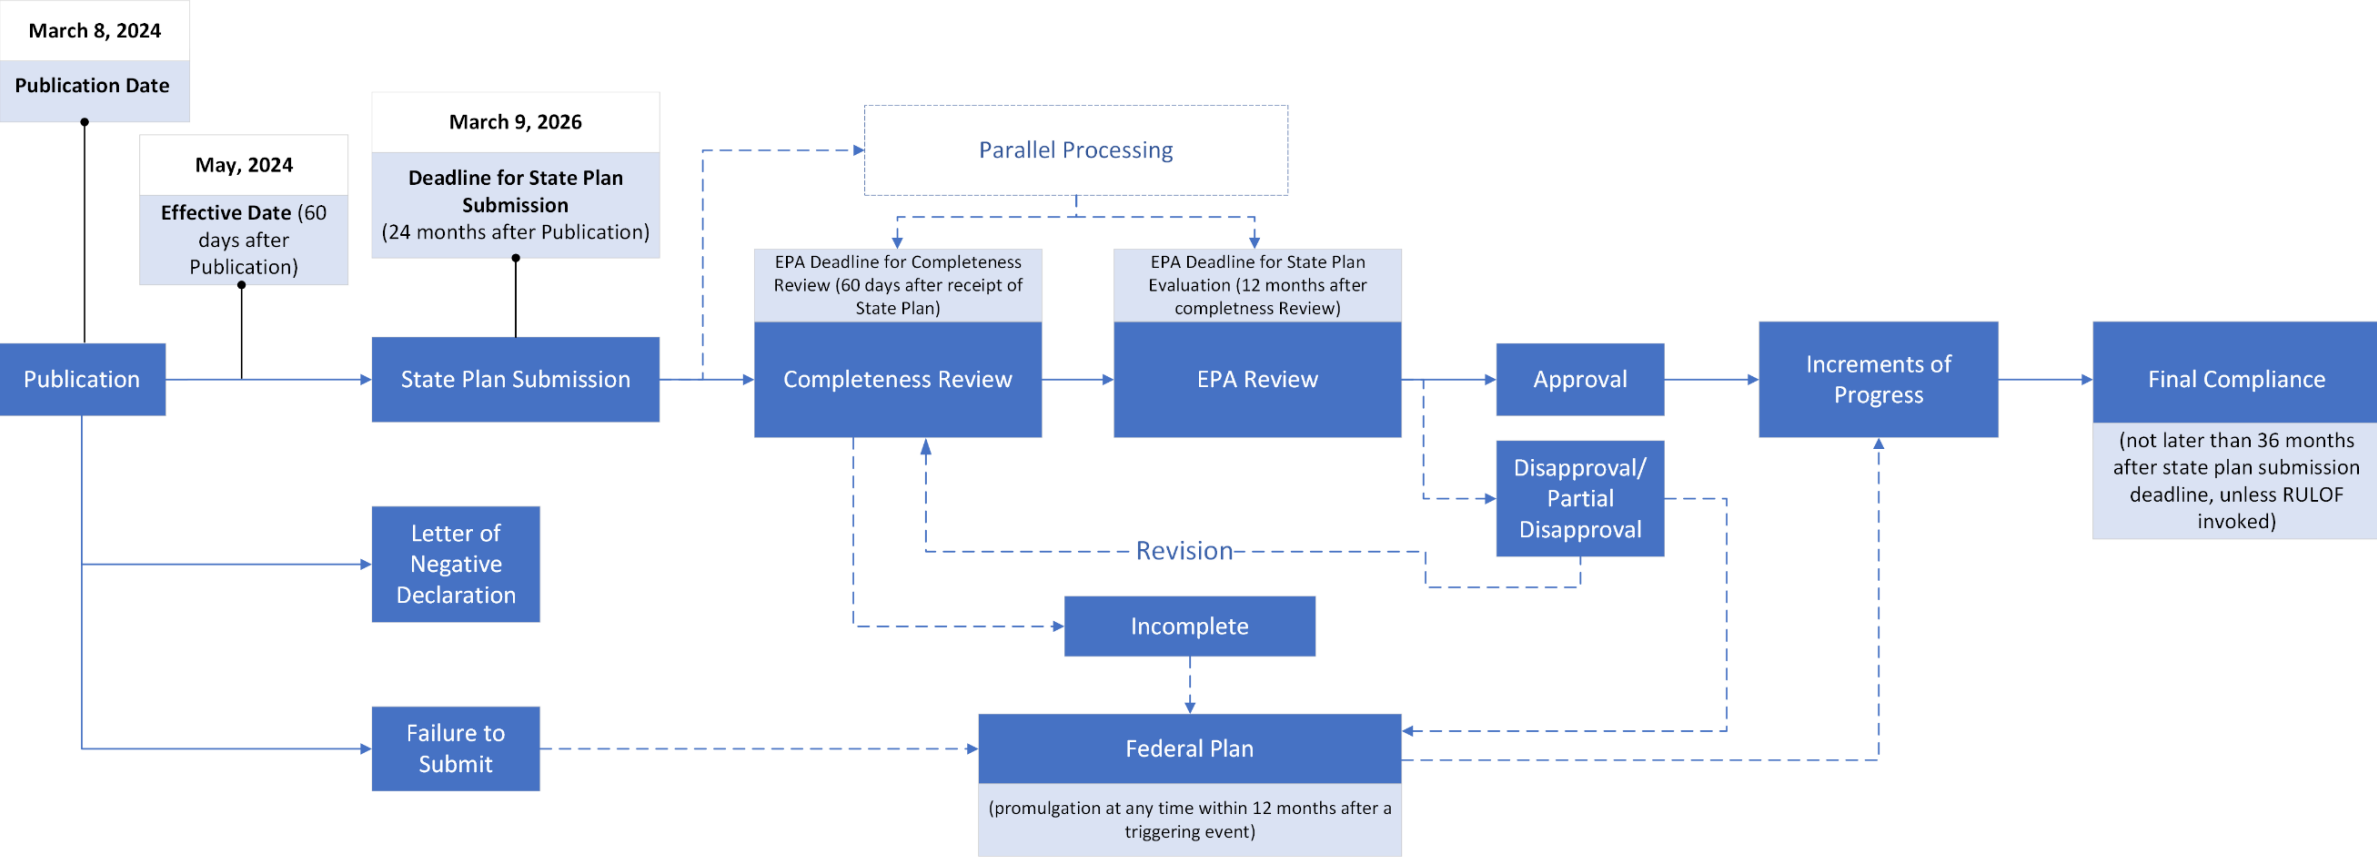 March 8, 2024
Publication Date
May, 2024
Effective Date (60
days after
Publication)
March 9, 2026
Deadline for State Plan
Submission
(24 months after Publication)
Parallel Processing
EPA Deadline for Completeness
Review (60 days after receipt of
State Plan)
EPA Deadline for State Plan
Evaluation (12 months after
completness Review)
Publication
State Plan Submission
Completeness Review
EPA Review
Approval
Increments of
Progress
Final Compliance
(not later than 36 months
after state plan submission
deadline, unless RULOF
invoked)
Disapproval/
Partial
Disapproval
Revision
Letter of
Negative
Declaration
Incomplete
Failure to
Submit
Federal Plan
(promulgation at any time within 12 months after a
triggering event)